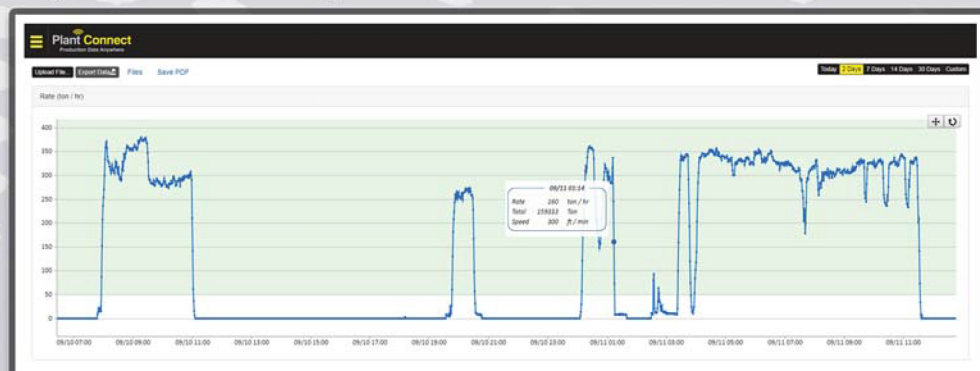 Plant Connect
Production Data Anywhere
Upload File... Export Data Files Save PDF
Today 2 Days 7 Days 14 Days 30 Days Custom
Rate (ton / hr)
400
350
300
250
200
150
100
50
0
09/11 01:14
Rate 160 ton / hr
Total 159333 Ton
Speed 300 ft / min
09/10 07:00 09/10 09:00 09/10 11:00 09/10 13:00 09/10 15:00 09/10 17:00 09/10 19:00 09/10 21:00 09/10 23:00 09/11 01:00 09/11 03:00 09/11 05:00 09/11 07:00 09/11 09:00 09/11 11:00